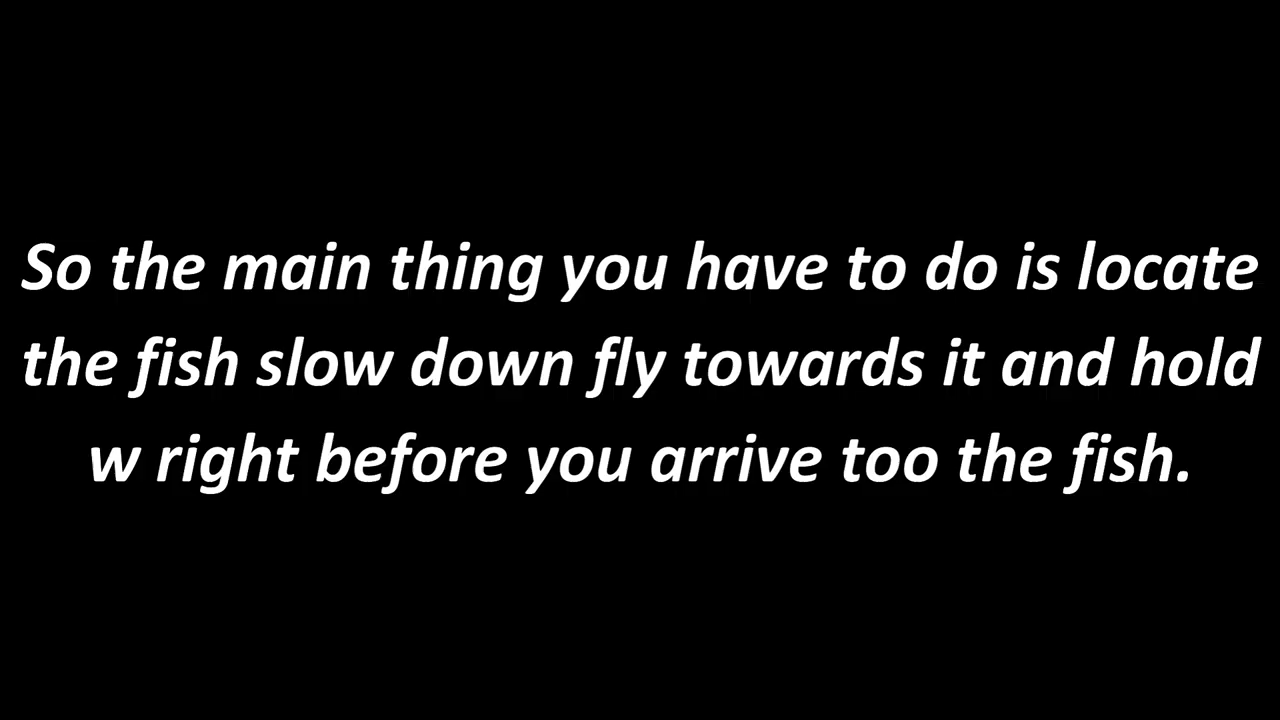 So the main thing you have to do is locate
the fish slow down fly towards it and hold
w right before you arrive too the fish.